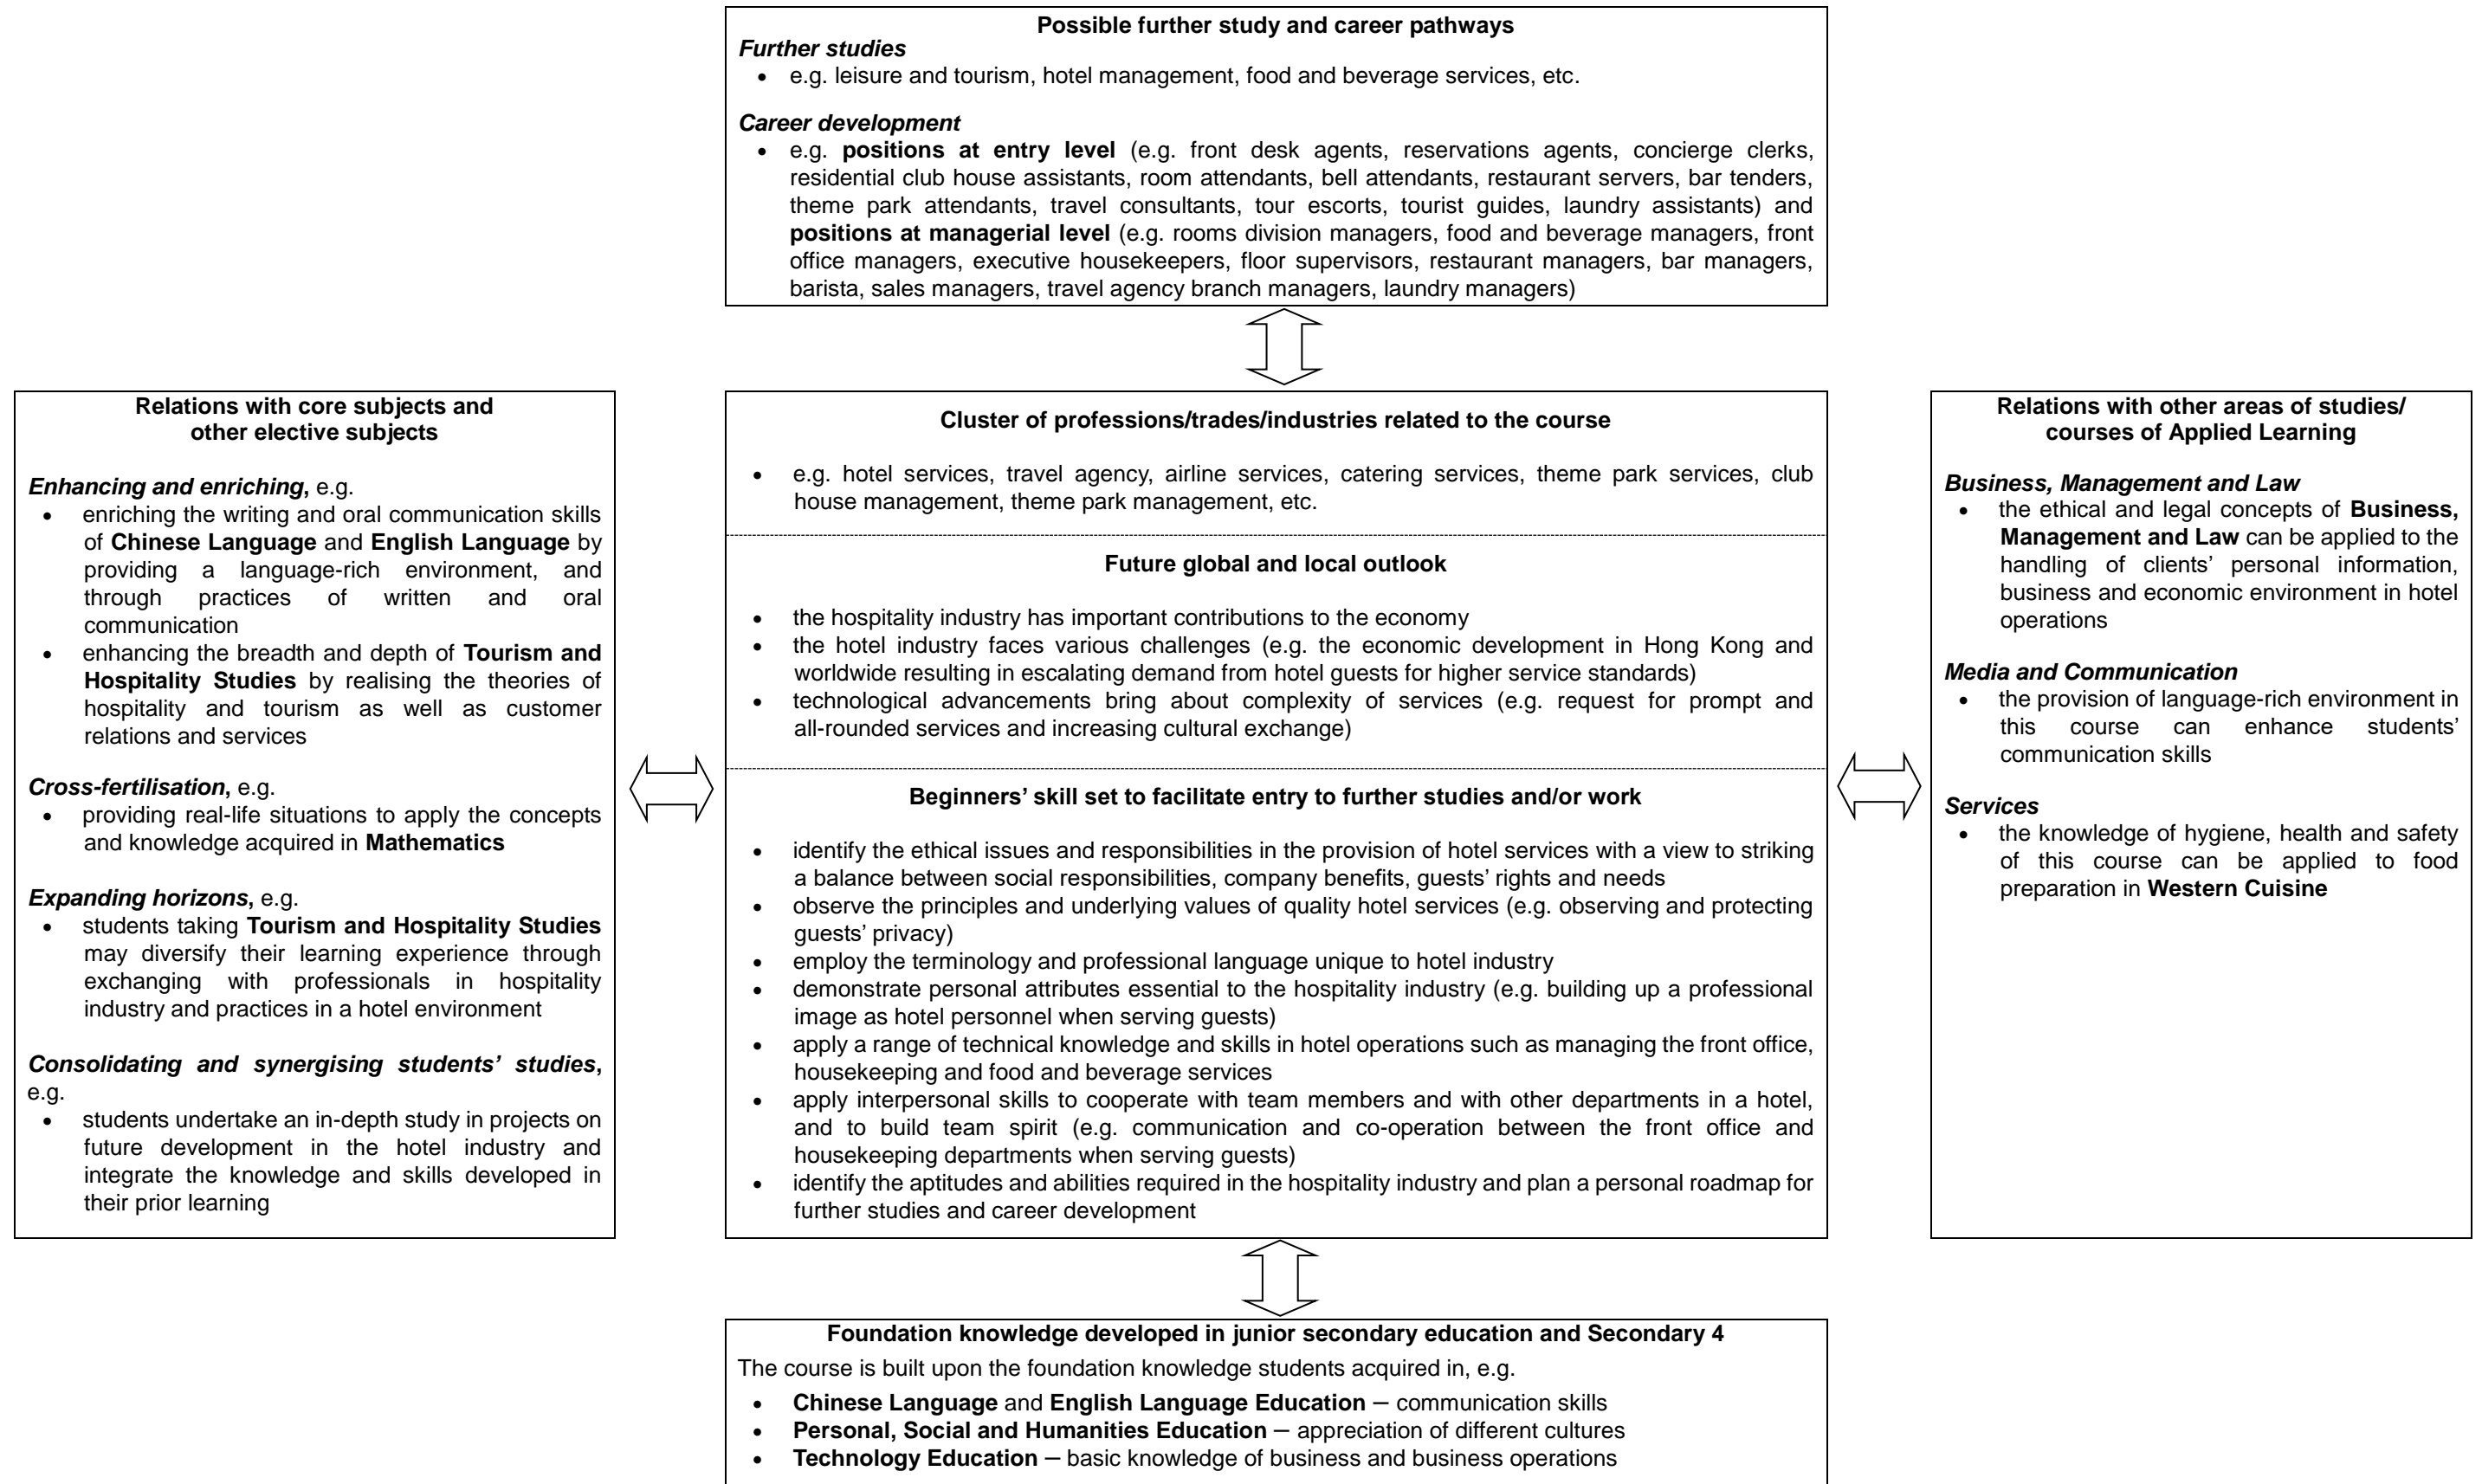 Possible further study and career pathways
Further studies
• e.g. leisure and tourism, hotel management, food and beverage services, etc.
Career development
• e.g. positions at entry level (e.g. front desk agents, reservations agents, concierge clerks,
residential club house assistants, room attendants, bell attendants, restaurant servers, bar tenders,
theme park attendants, travel consultants, tour escorts, tourist guides, laundry assistants) and
positions at managerial level (e.g. rooms division managers, food and beverage managers, front
office managers, executive housekeepers, floor supervisors, restaurant managers, bar managers,
barista, sales managers, travel agency branch managers, laundry managers)
Relations with core subjects and
other elective subjects
Enhancing and enriching, e.g.
• enriching the writing and oral communication skills
of Chinese Language and English Language by
providing a language-rich environment, and
through practices of written and oral
communication
• enhancing the breadth and depth of Tourism and
Hospitality Studies by realising the theories of
hospitality and tourism as well as customer
relations and services
Cross-fertilisation, e.g.
• providing real-life situations to apply the concepts
and knowledge acquired in Mathematics
Expanding horizons, e.g.
• students taking Tourism and Hospitality Studies
may diversify their learning experience through
exchanging with professionals in hospitality
industry and practices in a hotel environment
Consolidating and synergising students’ studies,
e.g.
• students undertake an in-depth study in projects on
future development in the hotel industry and
integrate the knowledge and skills developed in
their prior learning
Cluster of professions/trades/industries related to the course
• e.g. hotel services, travel agency, airline services, catering services, theme park services, club
house management, theme park management, etc.
Future global and local outlook
• the hospitality industry has important contributions to the economy
• the hotel industry faces various challenges (e.g. the economic development in Hong Kong and
worldwide resulting in escalating demand from hotel guests for higher service standards)
• technological advancements bring about complexity of services (e.g. request for prompt and
all-rounded services and increasing cultural exchange)
Beginners’ skill set to facilitate entry to further studies and/or work
• identify the ethical issues and responsibilities in the provision of hotel services with a view to striking
a balance between social responsibilities, company benefits, guests’ rights and needs
• observe the principles and underlying values of quality hotel services (e.g. observing and protecting
guests’ privacy)
• employ the terminology and professional language unique to hotel industry
• demonstrate personal attributes essential to the hospitality industry (e.g. building up a professional
image as hotel personnel when serving guests)
• apply a range of technical knowledge and skills in hotel operations such as managing the front office,
housekeeping and food and beverage services
• apply interpersonal skills to cooperate with team members and with other departments in a hotel,
and to build team spirit (e.g. communication and co-operation between the front office and
housekeeping departments when serving guests)
• identify the aptitudes and abilities required in the hospitality industry and plan a personal roadmap for
further studies and career development
Relations with other areas of studies/
courses of Applied Learning
Business, Management and Law
• the ethical and legal concepts of Business,
Management and Law can be applied to the
handling of clients’ personal information,
business and economic environment in hotel
operations
Media and Communication
• the provision of language-rich environment in
this course can enhance students’
communication skills
Services
• the knowledge of hygiene, health and safety
of this course can be applied to food
preparation in Western Cuisine
Foundation knowledge developed in junior secondary education and Secondary 4
The course is built upon the foundation knowledge students acquired in, e.g.
• Chinese Language and English Language Education – communication skills
• Personal, Social and Humanities Education – appreciation of different cultures
• Technology Education – basic knowledge of business and business operations